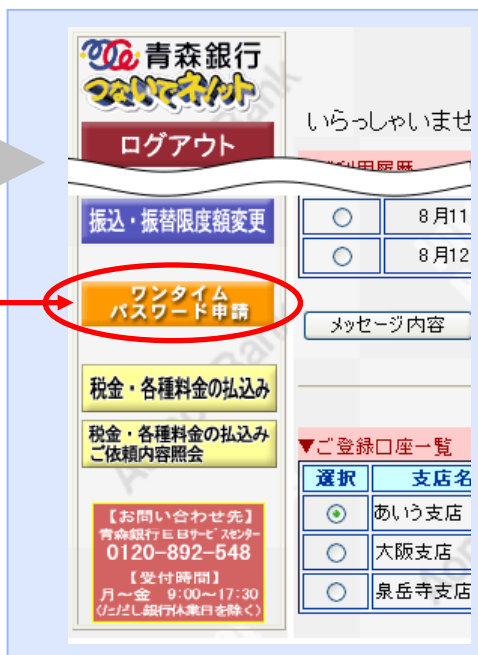 青森銀行
つないでネット
ログアウト
振込・振替限度額変更
ワンタイム
パスワード申請
税金・各種料金の払込み
税金・各種料金の払込み
ご依頼内容照会
【お問い合わせ先】
青森銀行EBサービスセンター
0120-892-548
【受付時間】
月～金 9:00～17:30
(ただし銀行休業日を除く)
いらっしゃいませ
利用履歴
8月11
8月12
メッセージ内容
▼ご登録口座一覧
選択 支店名
あいう支店
大阪支店
泉岳寺支店